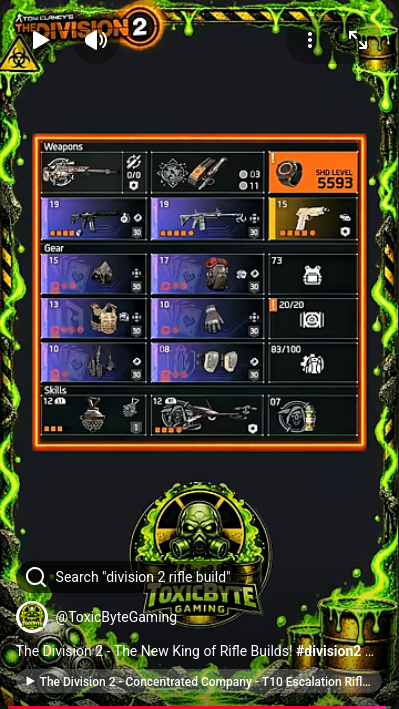 TOM CLANCY'S
THE DIVISION 2
Weapons
0/0
03
11
SHD LEVEL
5593
19
30
19
30
15
Gear
15
30
17
30
73
13
30
10
30
20/20
10
30
08
30
83/100
Skills
12
1
12
07
TOXICBYTE
GAMING
Search "division 2 rifle build"
@ToxicByteGaming
The Division 2 - The New King of Rifle Builds! #division2 ...
The Division 2 - Concentrated Company - T10 Escalation Rifl...